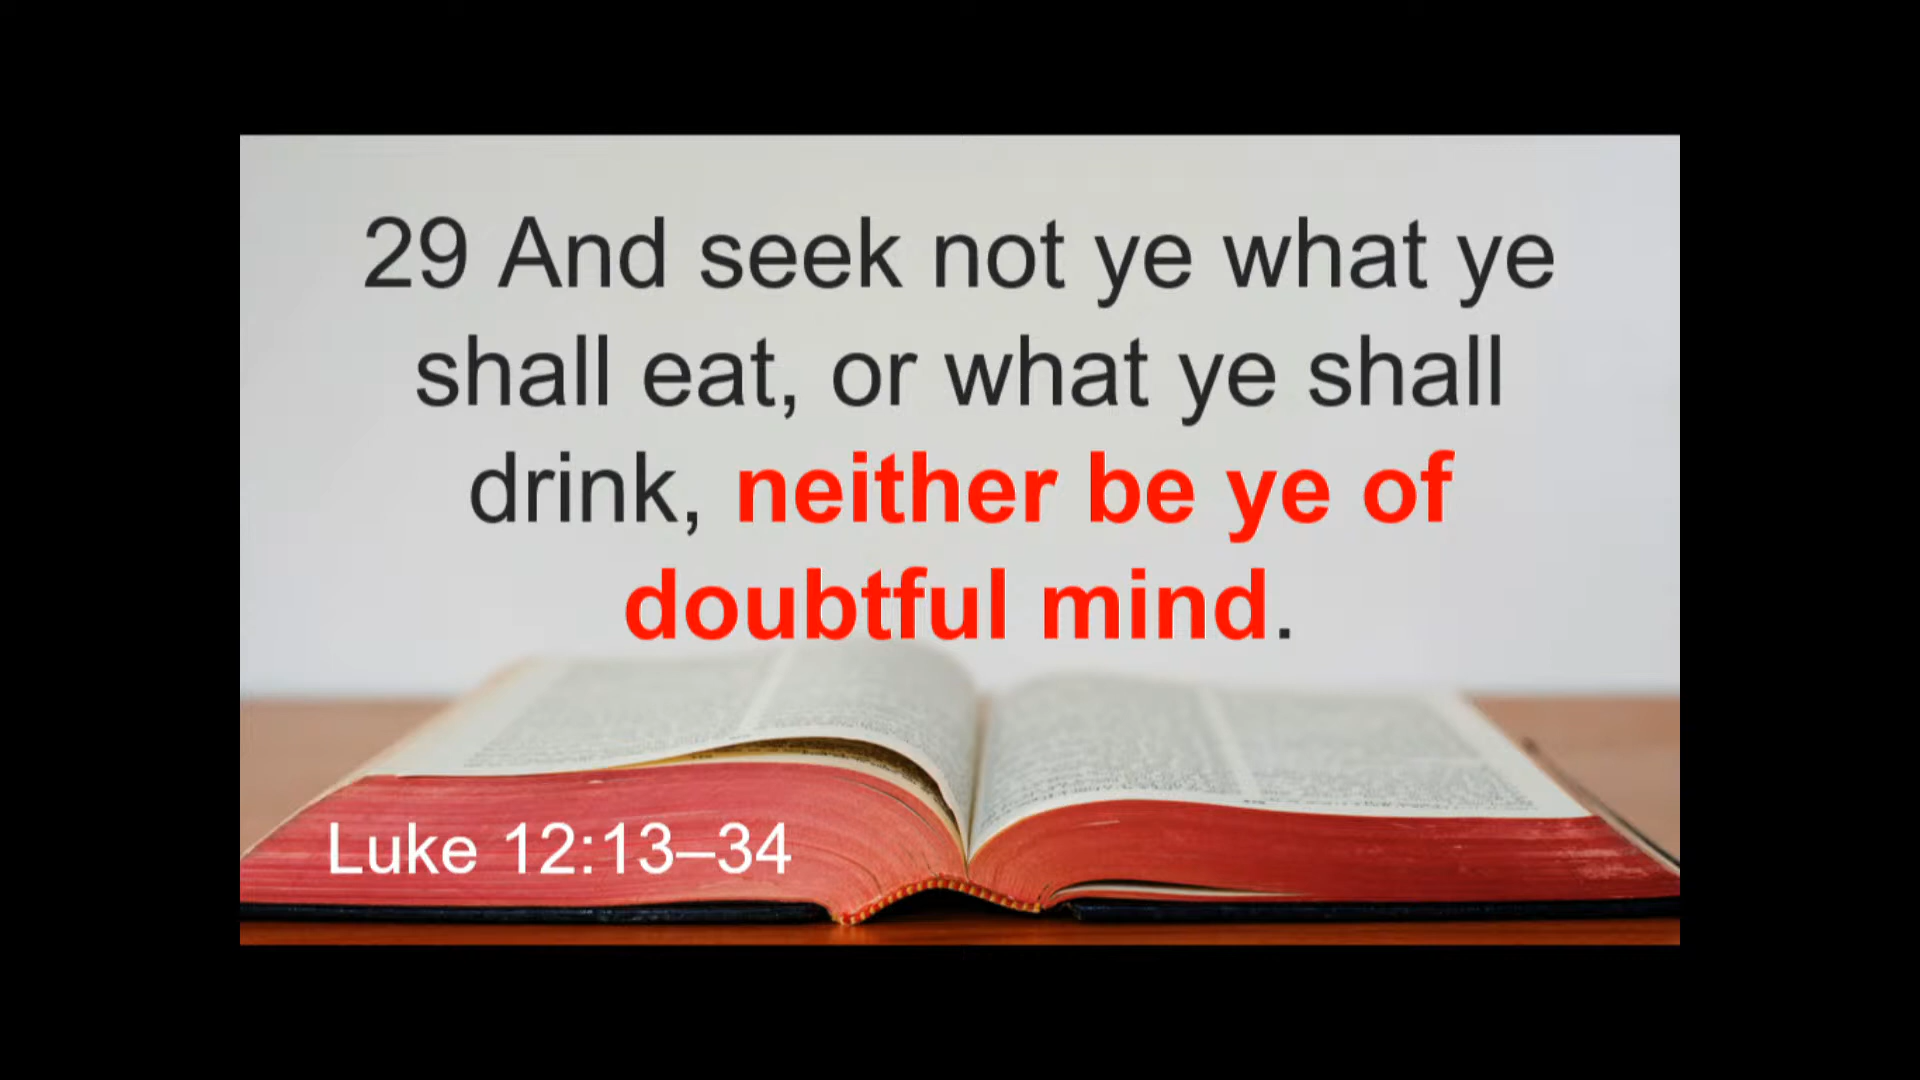 29 And seek not ye what ye
shall eat, or what ye shall
drink, neither be ye of
doubtful mind.
Luke 12:13–34